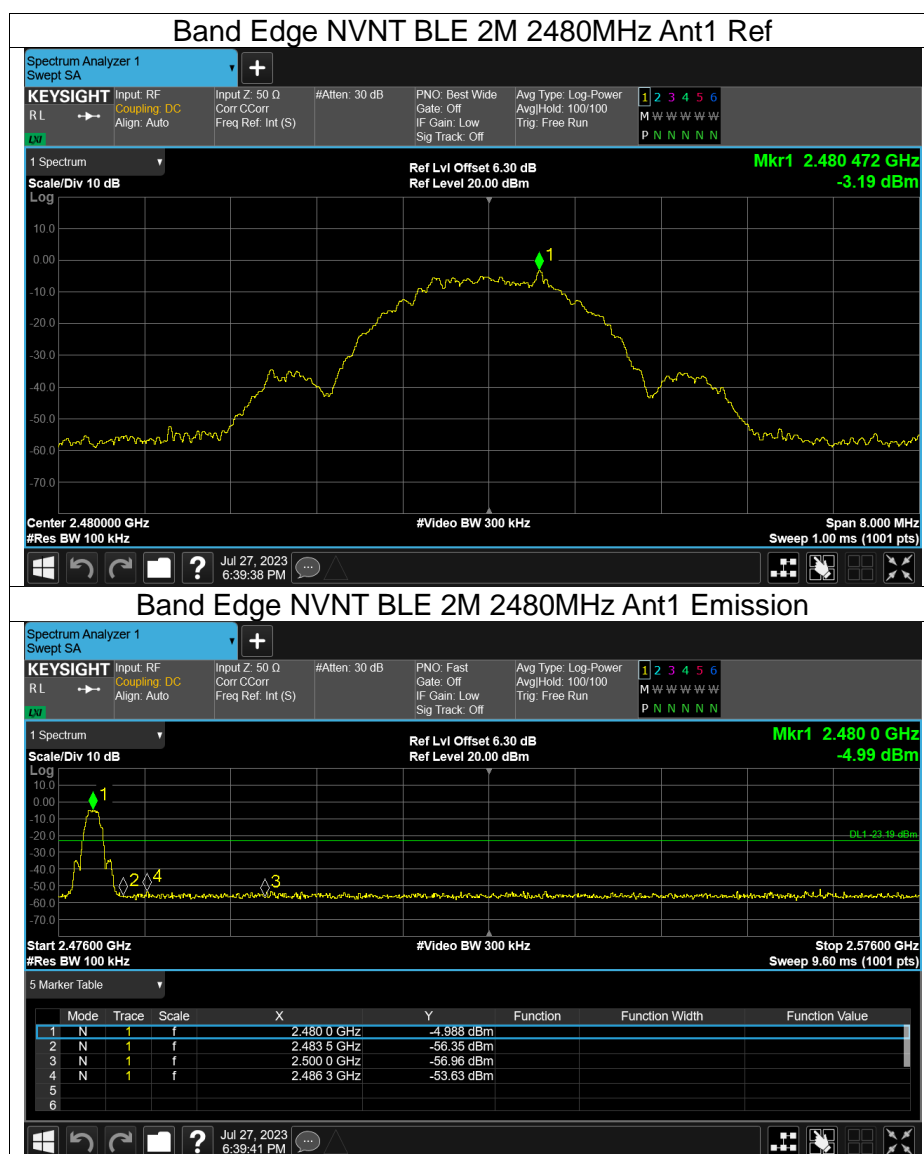 Band Edge NVNT BLE 2M 2480MHz Ant1 Ref
Spectrum Analyzer 1
Swept SA
+
KEYSIGHT Input: RF Input Z: 50 Ω #Atten: 30 dB PNO: Best Wide Avg Type: Log-Power 1 2 3 4 5 6
RL Coupling: DC Corr CCorr Gate: Off Avg|Hold: 100/100 M W W W W W
Align: Auto Freq Ref: Int (S) IF Gain: Low Trig: Free Run
LXI Sig Track: Off P N N N N N
1 Spectrum Ref Lvl Offset 6.30 dB Mkr1 2.480 472 GHz
Scale/Div 10 dB Ref Level 20.00 dBm -3.19 dBm
Log
10.0
0.00
1
-10.0
-20.0
-30.0
-40.0
-50.0
-60.0
-70.0
Center 2.480000 GHz #Video BW 300 kHz Span 8.000 MHz
#Res BW 100 kHz Sweep 1.00 ms (1001 pts)
? Jul 27, 2023
6:39:38 PM
Band Edge NVNT BLE 2M 2480MHz Ant1 Emission
Spectrum Analyzer 1
Swept SA
+
KEYSIGHT Input: RF Input Z: 50 Ω #Atten: 30 dB PNO: Fast Avg Type: Log-Power 1 2 3 4 5 6
RL Coupling: DC Corr CCorr Gate: Off Avg|Hold: 100/100 M W W W W W
Align: Auto Freq Ref: Int (S) IF Gain: Low Trig: Free Run
LXI Sig Track: Off P N N N N N
1 Spectrum Ref Lvl Offset 6.30 dB Mkr1 2.480 0 GHz
Scale/Div 10 dB Ref Level 20.00 dBm -4.99 dBm
Log
10.0
1
0.00
-10.0
-20.0 DL1 -23.19 dBm
-30.0
-40.0
-50.0 2 4 3
-60.0
-70.0
Start 2.47600 GHz #Video BW 300 kHz Stop 2.57600 GHz
#Res BW 100 kHz Sweep 9.60 ms (1001 pts)
5 Marker Table
Mode Trace Scale X Y Function Function Width Function Value
1 N 1 f 2.480 0 GHz -4.988 dBm
2 N 1 f 2.483 5 GHz -56.35 dBm
3 N 1 f 2.500 0 GHz -56.96 dBm
4 N 1 f 2.486 3 GHz -53.63 dBm
5
6
? Jul 27, 2023
6:39:41 PM